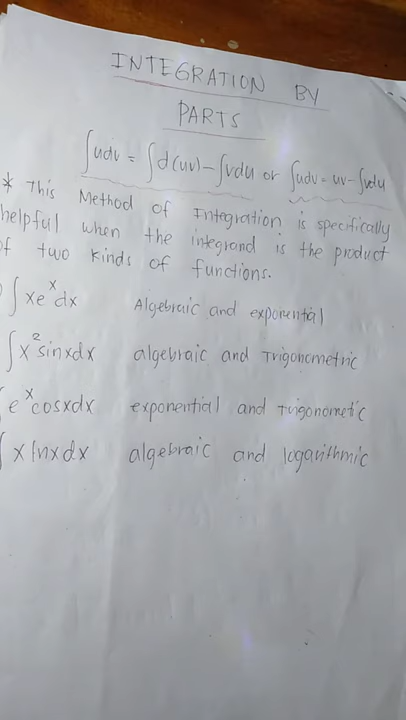 INTEGRATION BY
PARTS
∫udv = ∫d(uv) - ∫vdu or ∫udv = uv - ∫vdu
* This Method of Integration is specifically
helpful when the integrand is the product
of two kinds of functions.
∫xe^x dx Algebraic and exponential
∫x^2 sinxdx algebraic and Trigonometric
∫e^x cosxdx exponential and Trigonometic
∫x lnxdx algebraic and logarithmic